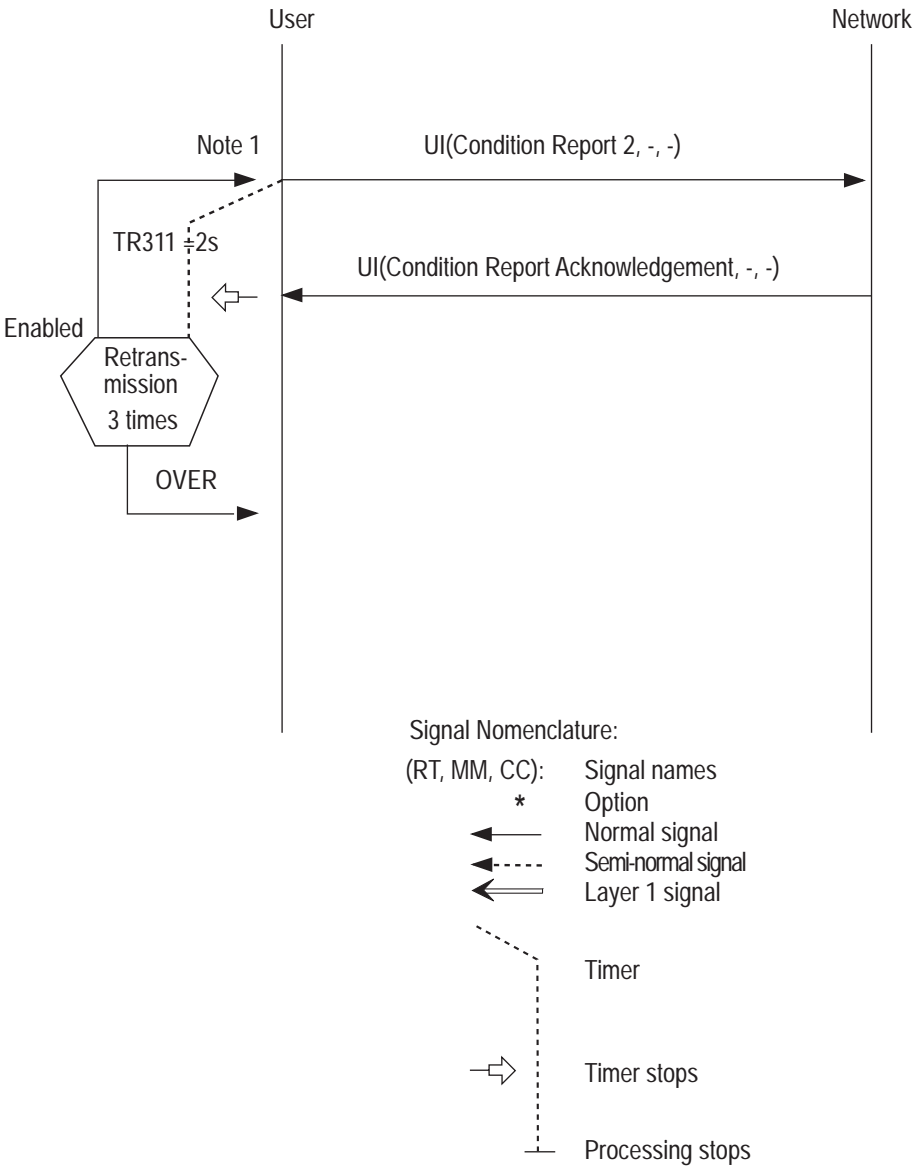 User Network
Note 1 UI(Condition Report 2, -, -)
TR311 =2s
UI(Condition Report Acknowledgement, -, -)
Enabled
Retrans-
mission
3 times
OVER
Signal Nomenclature:
(RT, MM, CC): Signal names
* Option
Normal signal
Semi-normal signal
Layer 1 signal
Timer
Timer stops
Processing stops